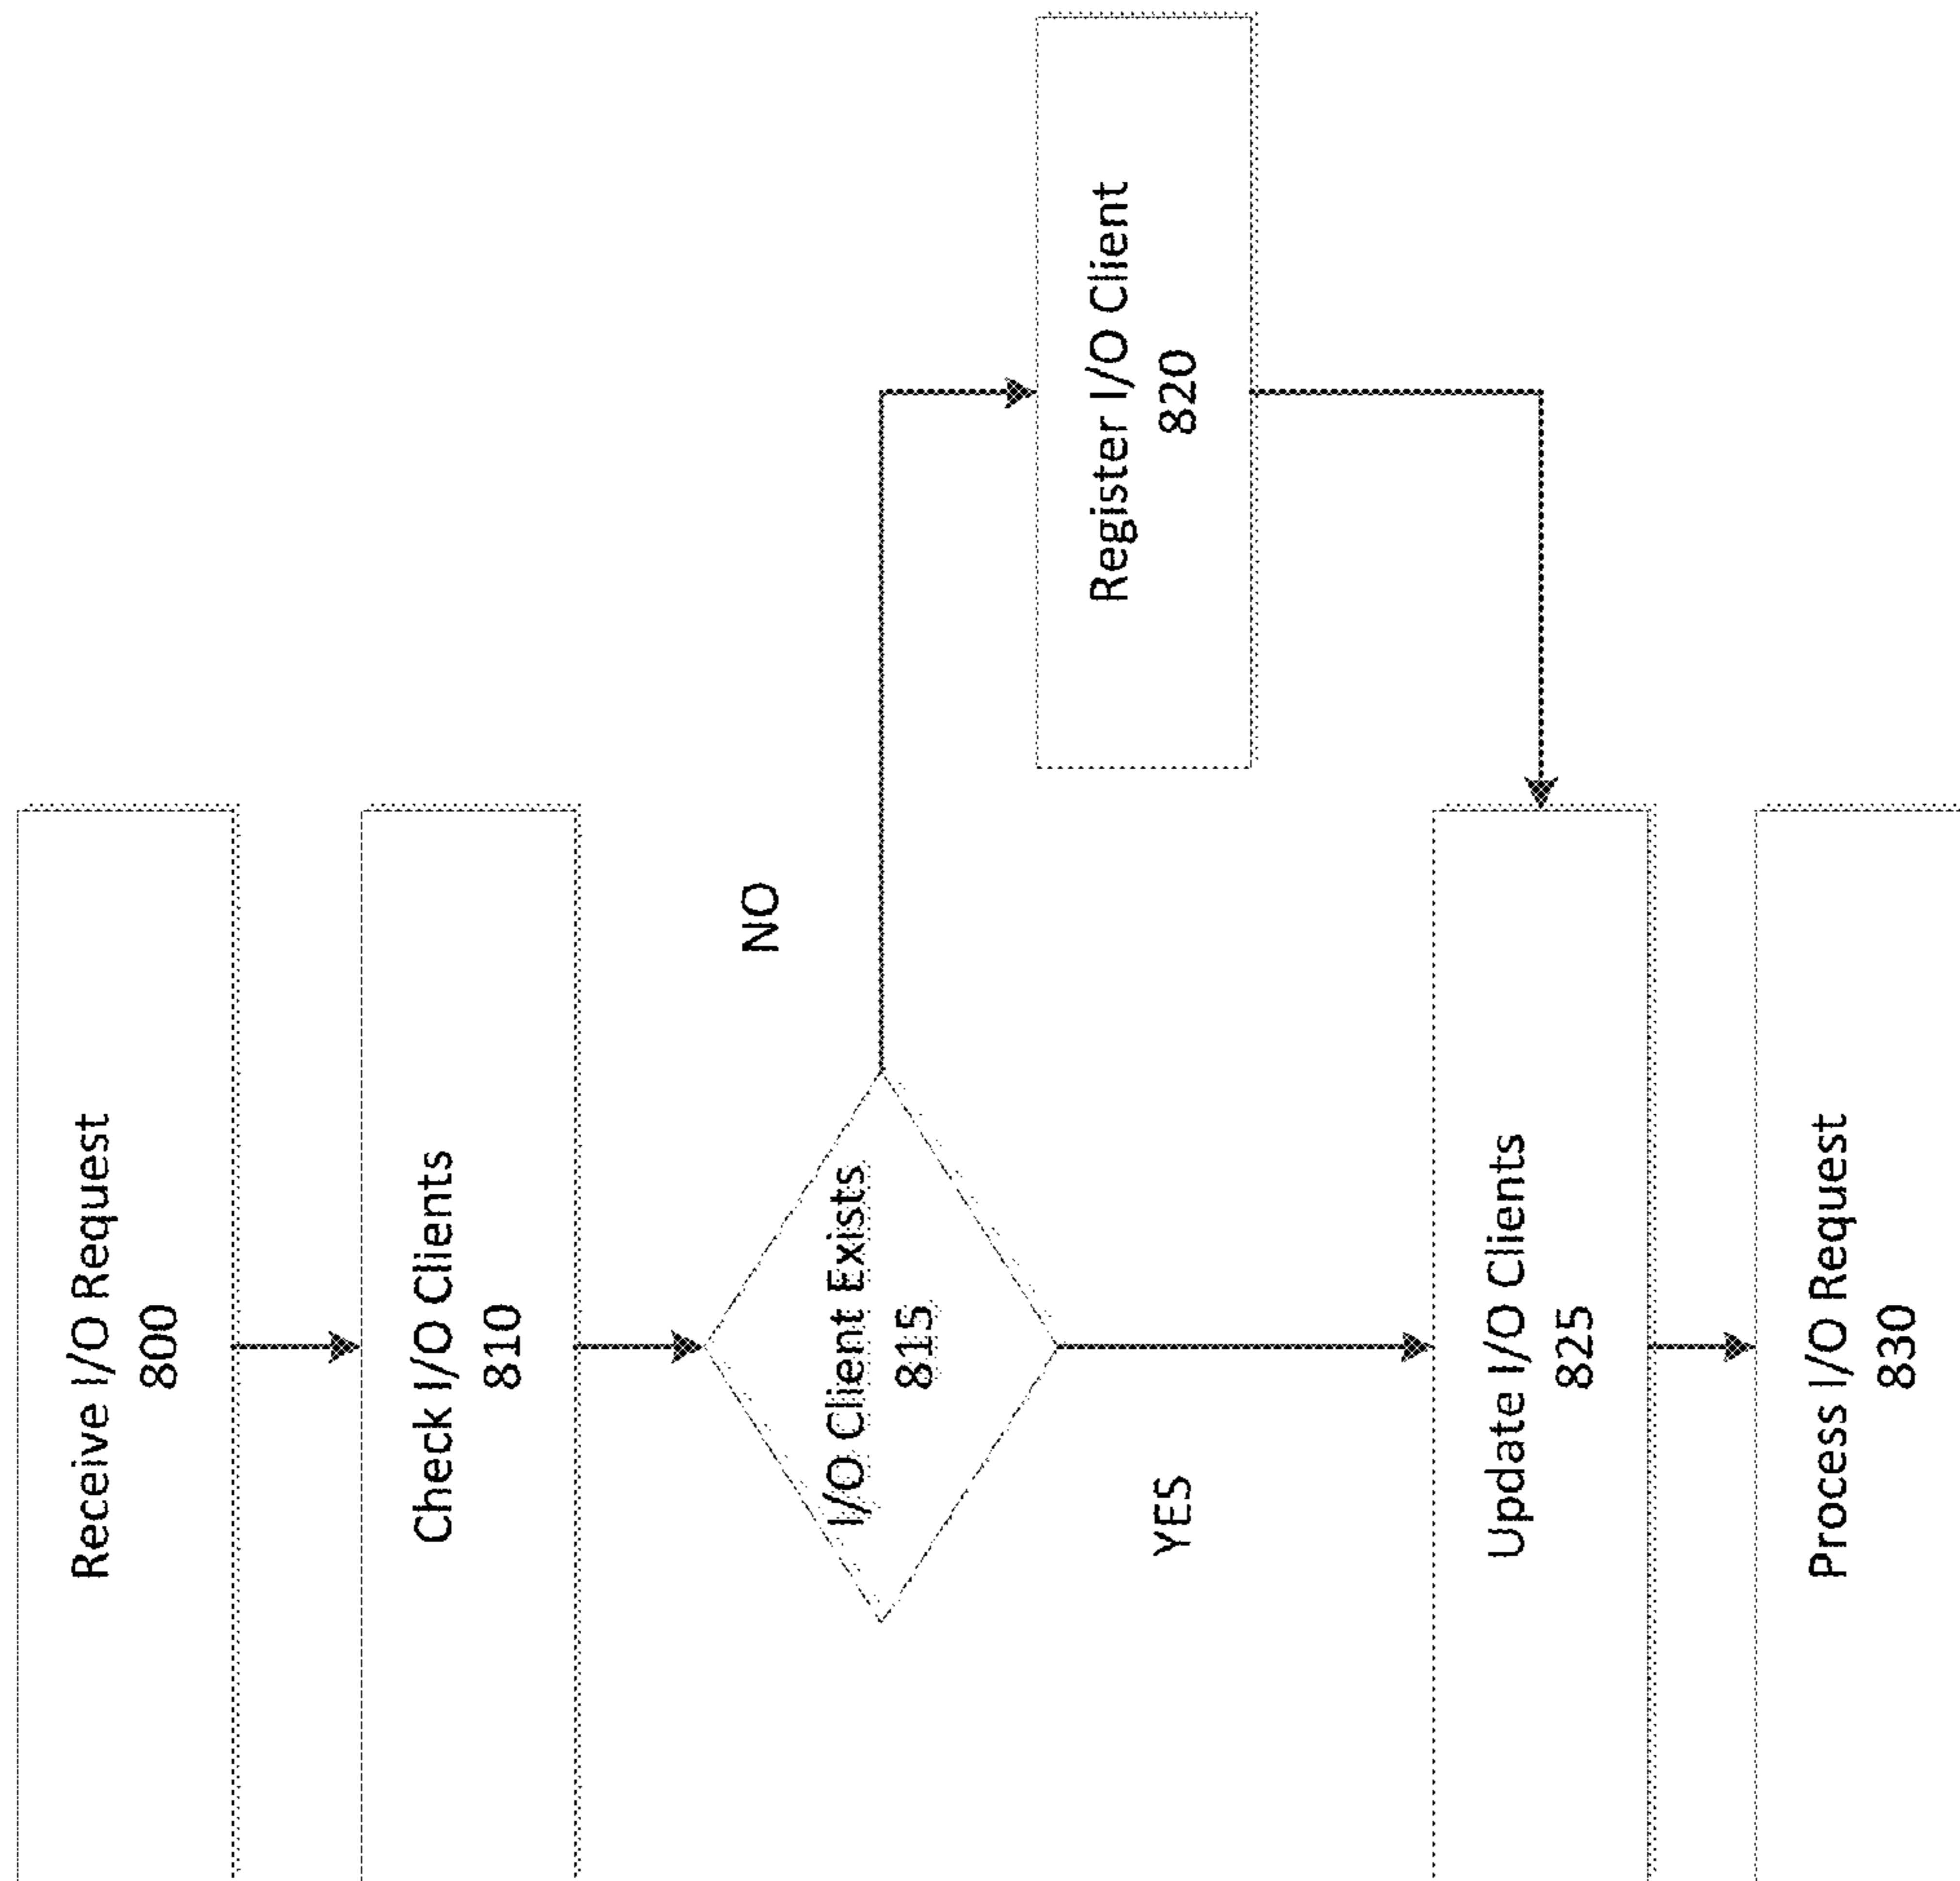 Receive I/O Request
800
Check I/O Clients
810
I/O Client Exists
815
NO
Register I/O Client
820
YES
Update I/O Clients
825
Process I/O Request
830